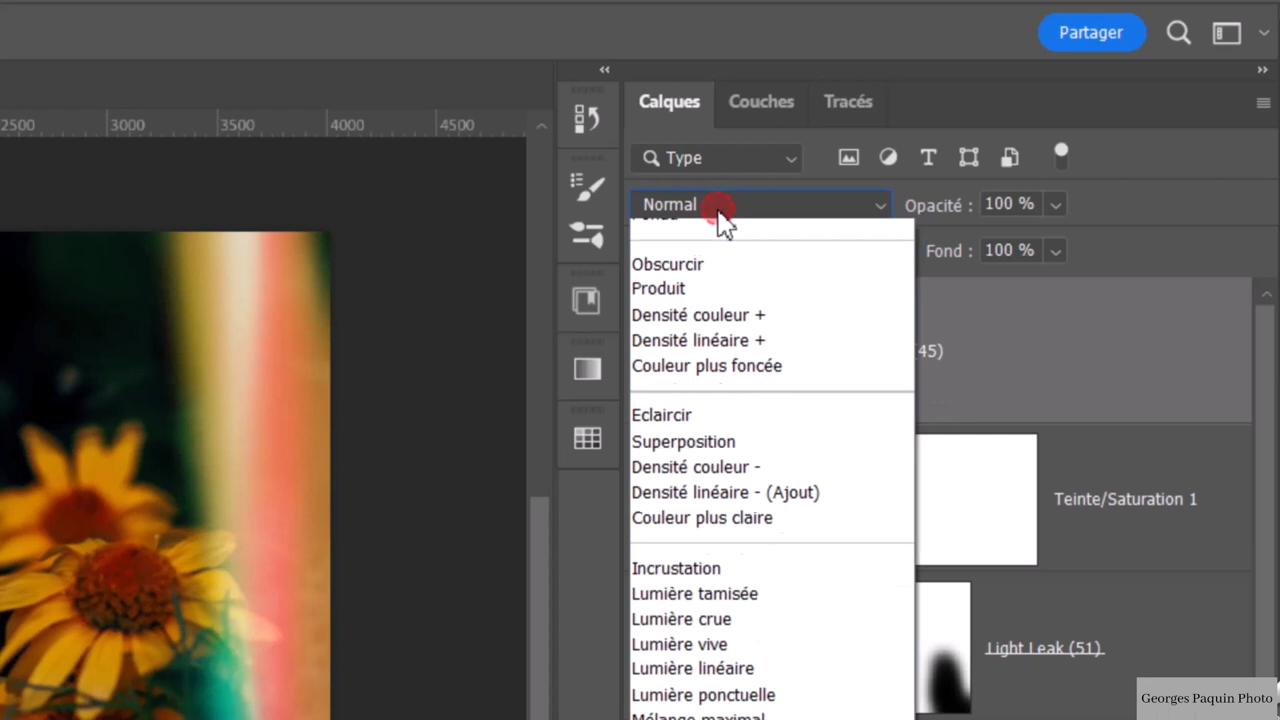 Partager
2500 3000 3500 4000 4500
Calques Couches Tracés
Type
Normal Opacité : 100 %
Fond : 100 %
Obscurcir
Produit
Densité couleur +
Densité linéaire +
45)
Couleur plus foncée
Eclaircir
Superposition
Densité couleur -
Densité linéaire - (Ajout)
Teinte/Saturation 1
Couleur plus claire
Incrustation
Lumière tamisée
Lumière crue
Lumière vive
Light Leak (51)
Lumière linéaire
Lumière ponctuelle
Mélange maximal
Georges Paquin Photo